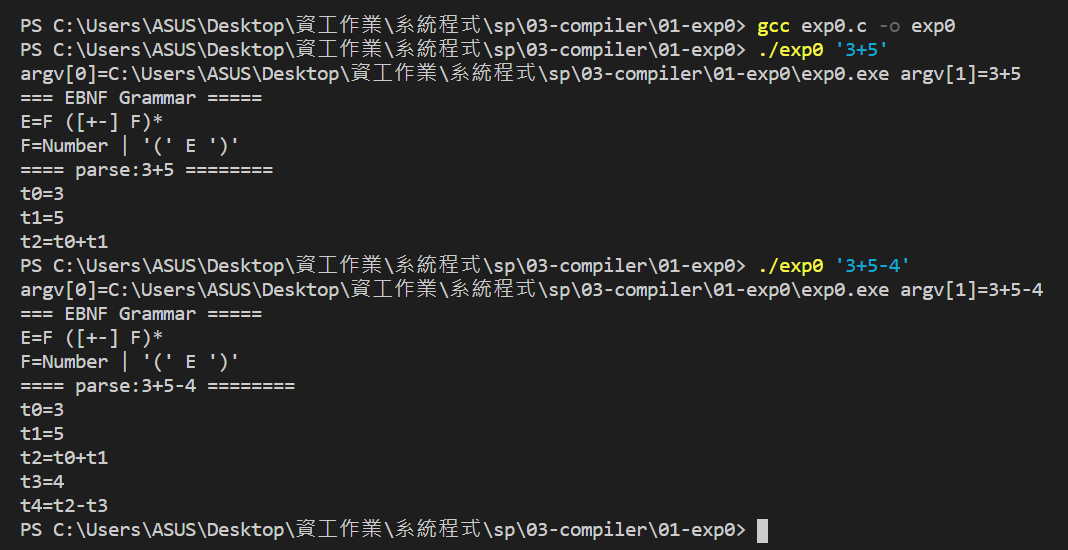 PS C:\Users\ASUS\Desktop\資工作業\系統程式\sp\03-compiler\01-exp0> gcc exp0.c -o exp0
PS C:\Users\ASUS\Desktop\資工作業\系統程式\sp\03-compiler\01-exp0> ./exp0 '3+5'
argv[0]=C:\Users\ASUS\Desktop\資工作業\系統程式\sp\03-compiler\01-exp0\exp0.exe argv[1]=3+5
=== EBNF Grammar =====
E=F ([+-] F)*
F=Number | '(' E ')'
==== parse:3+5 ========
t0=3
t1=5
t2=t0+t1
PS C:\Users\ASUS\Desktop\資工作業\系統程式\sp\03-compiler\01-exp0> ./exp0 '3+5-4'
argv[0]=C:\Users\ASUS\Desktop\資工作業\系統程式\sp\03-compiler\01-exp0\exp0.exe argv[1]=3+5-4
=== EBNF Grammar =====
E=F ([+-] F)*
F=Number | '(' E ')'
==== parse:3+5-4 ========
t0=3
t1=5
t2=t0+t1
t3=4
t4=t2-t3
PS C:\Users\ASUS\Desktop\資工作業\系統程式\sp\03-compiler\01-exp0>